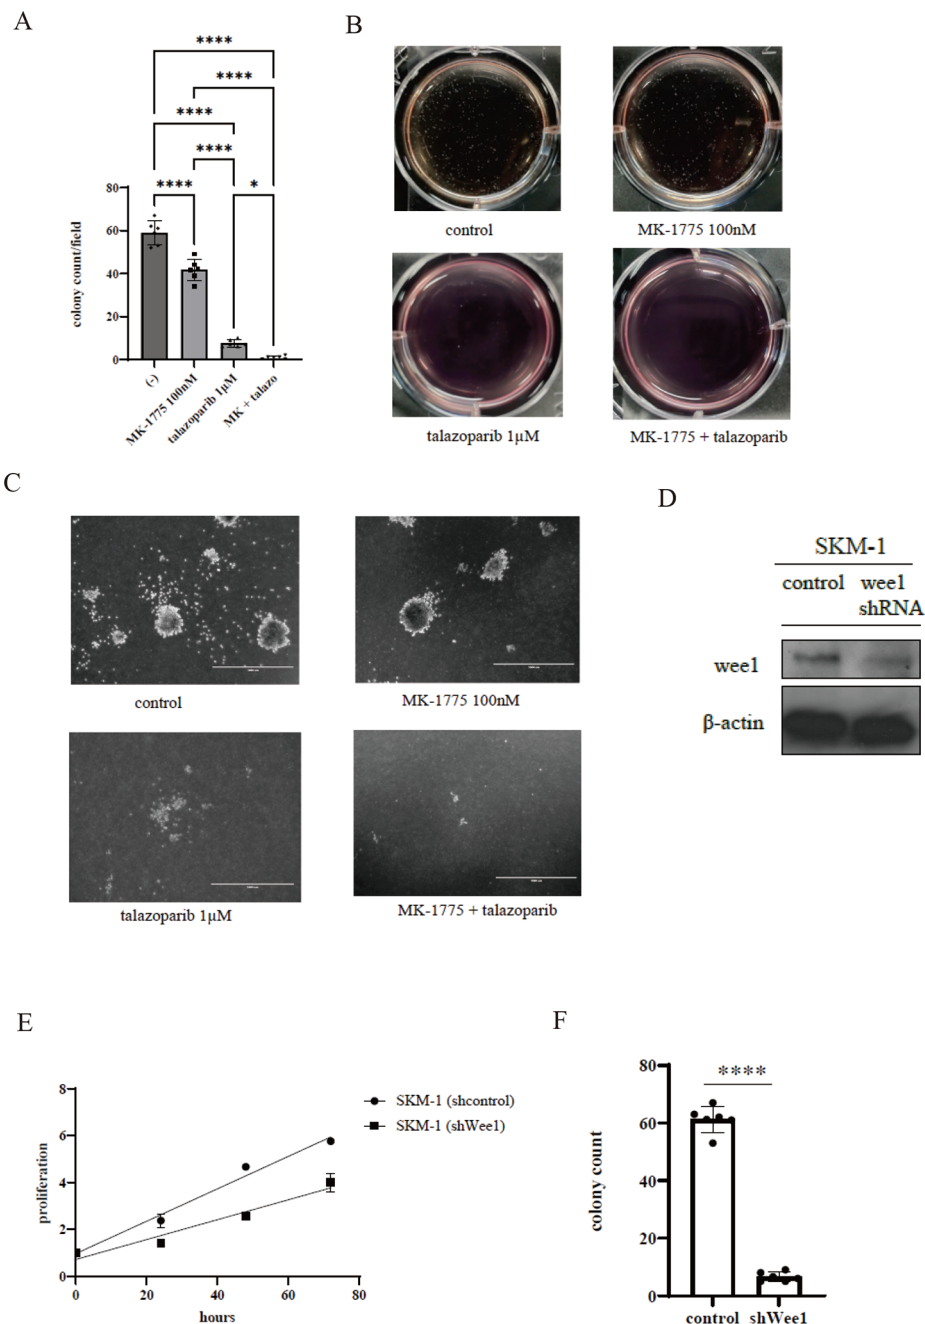 A
****
****
****
****
****
*
80
60
40
20
0
colony count/field
(-)
MK-1775 100nM
talazoparib 1μM
MK + talazo
B
control
MK-1775 100nM
talazoparib 1μM
MK-1775 + talazoparib
C
control
MK-1775 100nM
talazoparib 1μM
MK-1775 + talazoparib
D
SKM-1
control
wee1
shRNA
wee1
β-actin
E
8
6
4
2
0
proliferation
0
20
40
60
80
hours
SKM-1 (shcontrol)
SKM-1 (shWee1)
F
****
80
60
40
20
0
colony count
control
shWee1